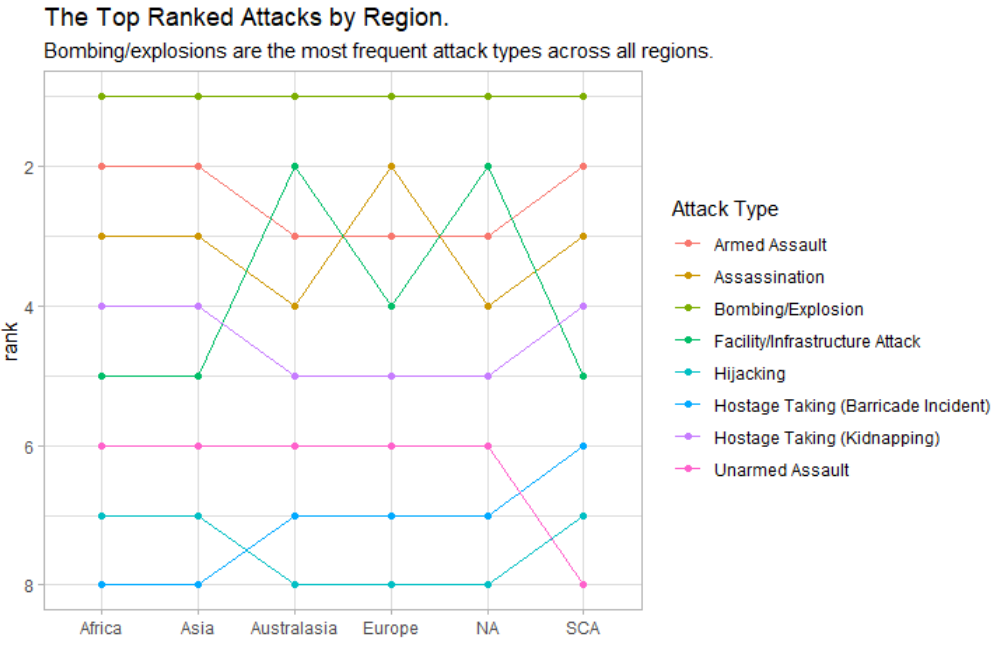 The Top Ranked Attacks by Region.
Bombing/explosions are the most frequent attack types across all regions.
2
4
6
8
rank
Africa Asia Australasia Europe NA SCA
Attack Type
Armed Assault
Assassination
Bombing/Explosion
Facility/Infrastructure Attack
Hijacking
Hostage Taking (Barricade Incident)
Hostage Taking (Kidnapping)
Unarmed Assault